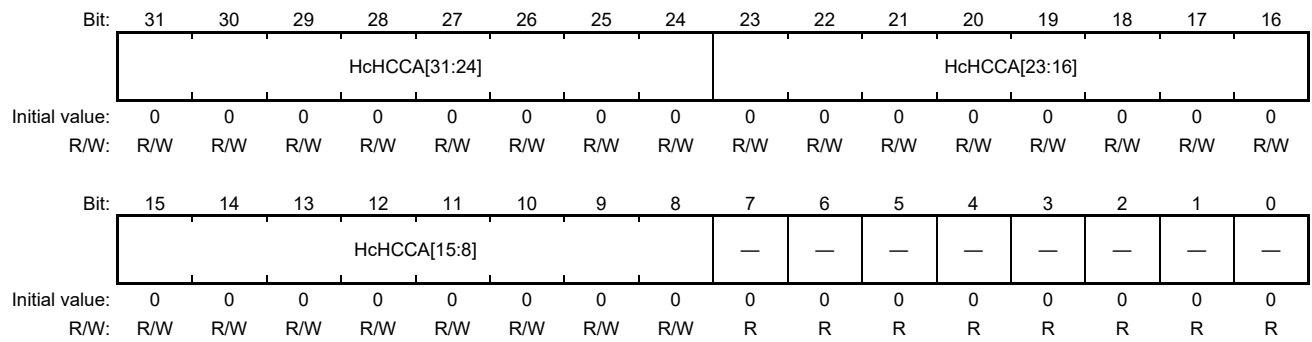 Bit: 31 30 29 28 27 26 25 24 23 22 21 20 19 18 17 16
HcHCCA[31:24] HcHCCA[23:16]
Initial value: 0 0 0 0 0 0 0 0 0 0 0 0 0 0 0 0
R/W: R/W R/W R/W R/W R/W R/W R/W R/W R/W R/W R/W R/W R/W R/W R/W R/W
Bit: 15 14 13 12 11 10 9 8 7 6 5 4 3 2 1 0
HcHCCA[15:8] — — — — — — — —
Initial value: 0 0 0 0 0 0 0 0 0 0 0 0 0 0 0 0
R/W: R/W R/W R/W R/W R/W R/W R/W R/W R R R R R R R R